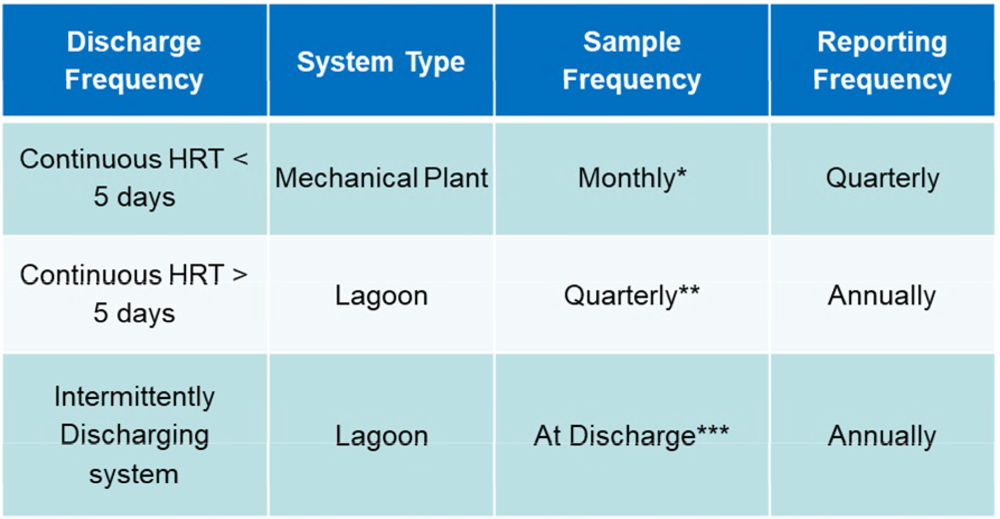 Discharge
Frequency
System Type
Sample
Frequency
Reporting
Frequency
Continuous HRT <
5 days
Mechanical Plant
Monthly*
Quarterly
Continuous HRT >
5 days
Lagoon
Quarterly**
Annually
Intermittently
Discharging
system
Lagoon
At Discharge***
Annually